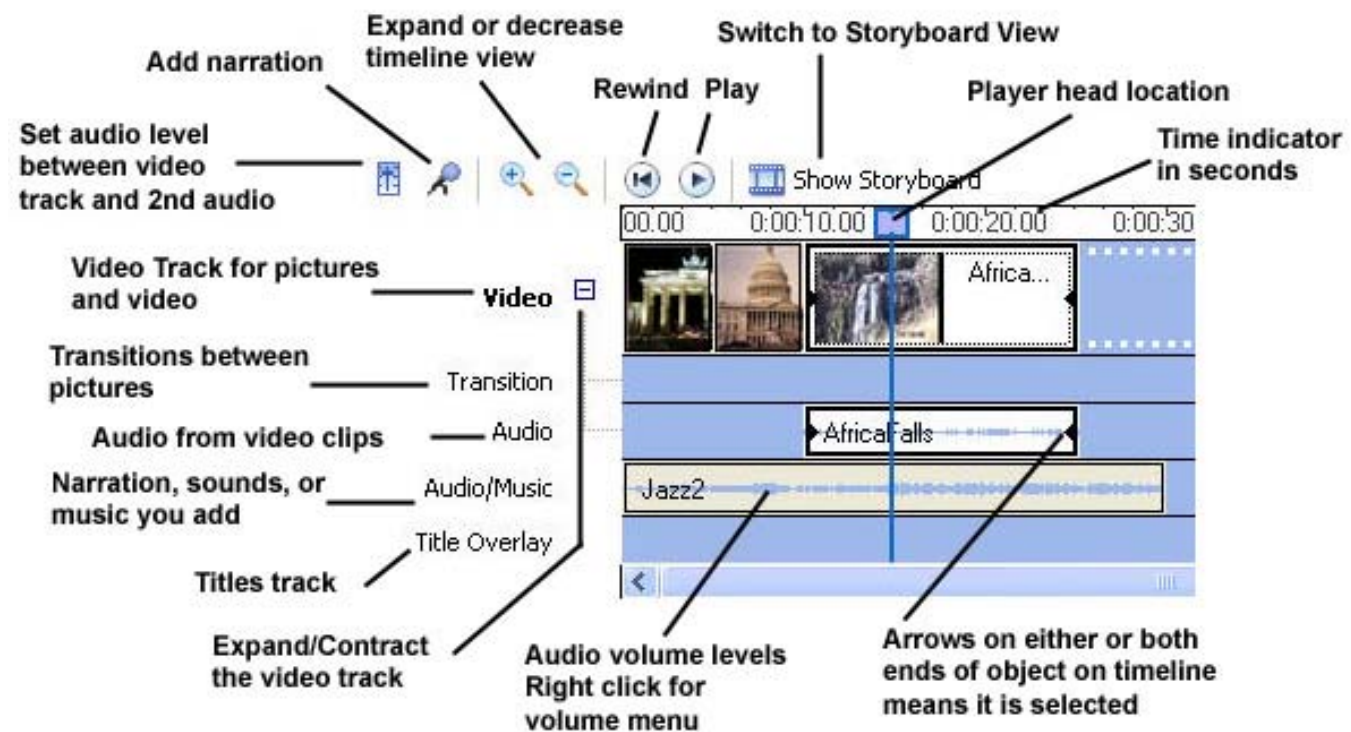 Expand or decrease
timeline view
Switch to Storyboard View
Add narration
Rewind Play
Player head location
Set audio level
between video
track and 2nd audio
Time indicator
in seconds
Show Storyboard
00.00 0:00:10.00 0:00:20.00 0:00:30
Video Track for pictures
and video
Video
Africa...
Transitions between
pictures
Transition
Audio from video clips
Audio
AfricaFalls
Narration, sounds, or
music you add
Audio/Music
Jazz2
Title Overlay
Titles track
Expand/Contract
the video track
Audio volume levels
Right click for
volume menu
Arrows on either or both
ends of object on timeline
means it is selected